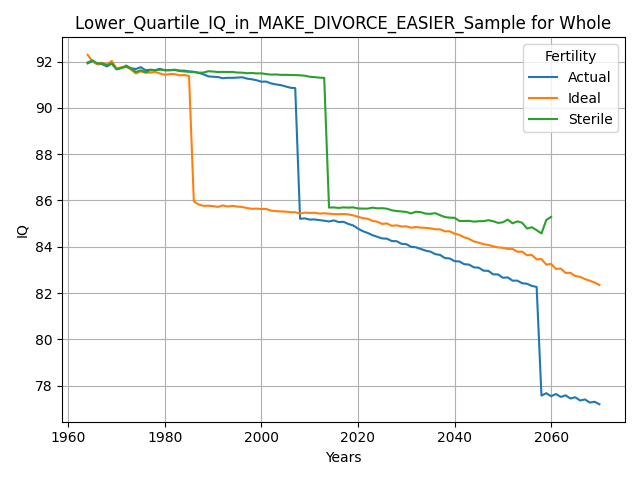 Lower_Quartile_IQ_in_MAKE_DIVORCE_EASIER_Sample for Whole
Fertility
Actual
Ideal
Sterile
IQ
92
90
88
86
84
82
80
78
1960
1980
2000
2020
2040
2060
Years